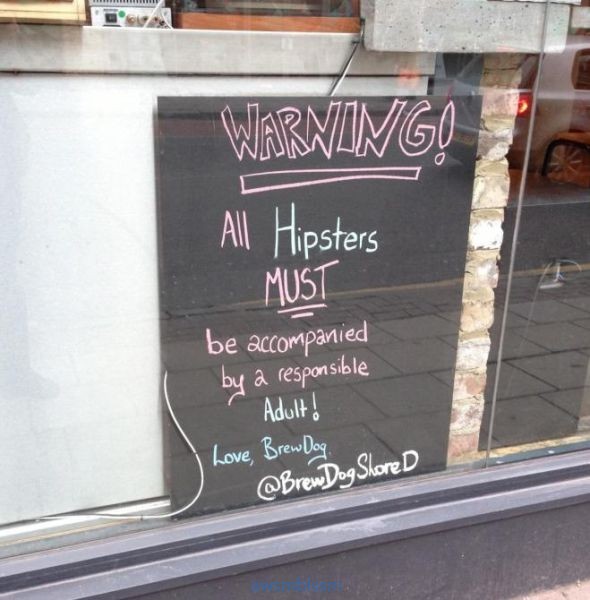 WARNING!
All Hipsters
MUST
be accompanied
by a responsible
Adult!
Love, BrewDog.
@BrewDogShoreD